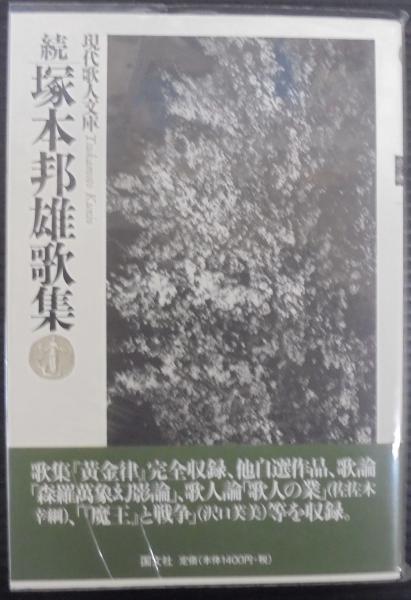 現代歌人文庫 Tsukamoto Kunio
続 塚本邦雄歌集
歌集『黄金律』完全収録、他自選作品、歌論
「森羅萬象幻影論」、歌人論「歌人の業」(佐佐木
幸綱)、「『魔王』と戦争」(沢口芙美)等を収録。
国文社 定価(本体1400円・税)